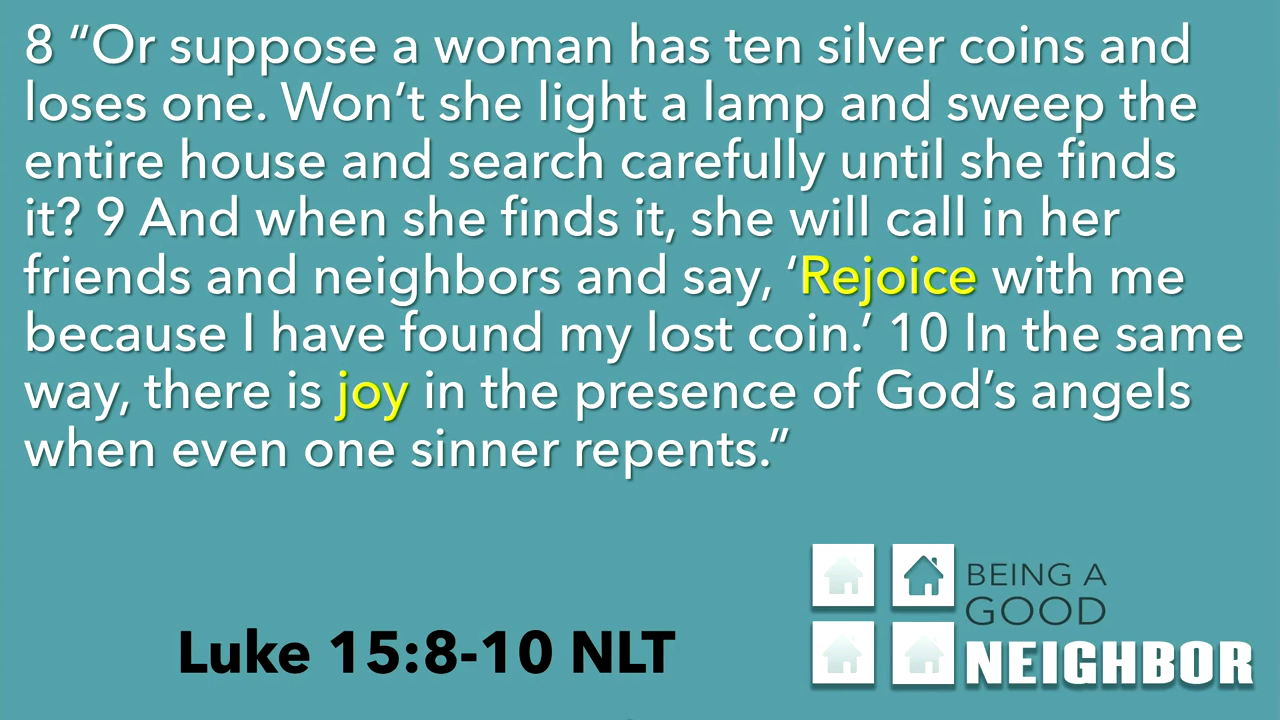 8 “Or suppose a woman has ten silver coins and
loses one. Won’t she light a lamp and sweep the
entire house and search carefully until she finds
it? 9 And when she finds it, she will call in her
friends and neighbors and say, ‘Rejoice with me
because I have found my lost coin.’ 10 In the same
way, there is joy in the presence of God’s angels
when even one sinner repents.”
Luke 15:8-10 NLT
BEING A
GOOD
NEIGHBOR